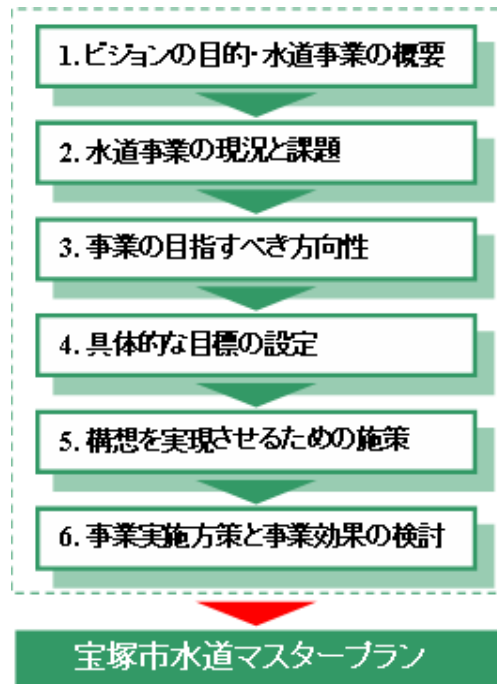 1.ビジョンの目的・水道事業の概要
2. 水道事業の現況と課題
3. 事業の目指すべき方向性
4. 具体的な目標の設定
5. 構想を実現させるための施策
6. 事業実施方策と事業効果の検討
宝塚市水道マスタープラン